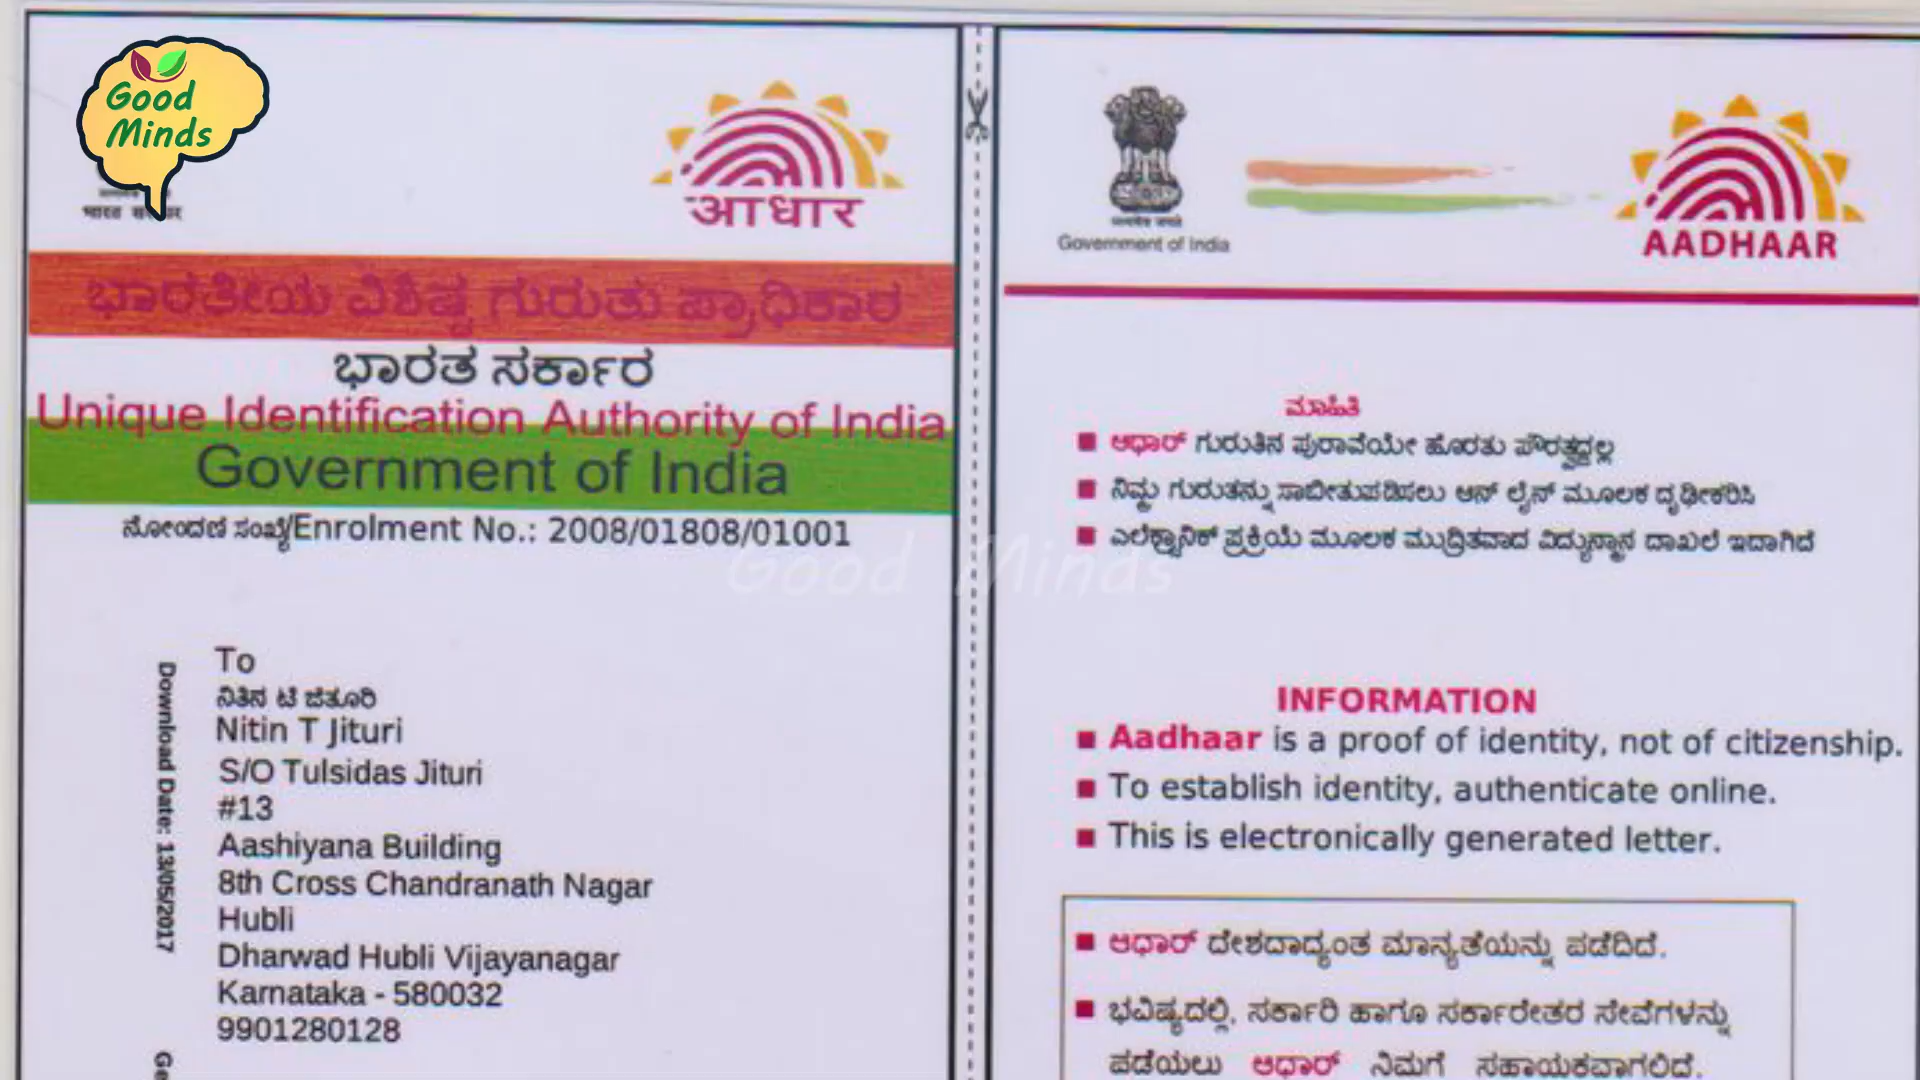 Good
Minds
भारत सरकार
आधार
ಭಾರತೀಯ ವಿಶಿಷ್ಟ ಗುರುತು ಪ್ರಾಧಿಕಾರ
ಭಾರತ ಸರ್ಕಾರ
Unique Identification Authority of India
Government of India
ನೋಂದಣಿ ಸಂಖ್ಯೆ/Enrolment No.: 2008/01808/01001
Download Date: 13/05/2017
To
ನಿತಿನ ಟಿ ಜಿತೂರಿ
Nitin T Jituri
S/O Tulsidas Jituri
#13
Aashiyana Building
8th Cross Chandranath Nagar
Hubli
Dharwad Hubli Vijayanagar
Karnataka - 580032
9901280128
Good Minds
Government of India
AADHAAR
ಮಾಹಿತಿ
ಆಧಾರ್ ಗುರುತಿನ ಪುರಾವೆಯೇ ಹೊರತು ಪೌರತ್ವದ್ದಲ್ಲ
ನಿಮ್ಮ ಗುರುತನ್ನು ಸಾಬೀತುಪಡಿಸಲು ಆನ್ ಲೈನ್ ಮೂಲಕ ದೃಢೀಕರಿಸಿ
ಎಲೆಕ್ಟ್ರಾನಿಕ್ ಪ್ರಕ್ರಿಯೆ ಮೂಲಕ ಮುದ್ರಿತವಾದ ವಿದ್ಯುನ್ಮಾನ ದಾಖಲೆ ಇದಾಗಿದೆ
INFORMATION
Aadhaar is a proof of identity, not of citizenship.
To establish identity, authenticate online.
This is electronically generated letter.
ಆಧಾರ್ ದೇಶದಾದ್ಯಂತ ಮಾನ್ಯತೆಯನ್ನು ಪಡೆದಿದೆ.
ಭವಿಷ್ಯದಲ್ಲಿ, ಸರ್ಕಾರಿ ಹಾಗೂ ಸರ್ಕಾರೇತರ ಸೇವೆಗಳನ್ನು
ಪಡೆಯಲು ಆಧಾರ್ ನಿಮಗೆ ಸಹಾಯಕವಾಗಲಿದೆ.